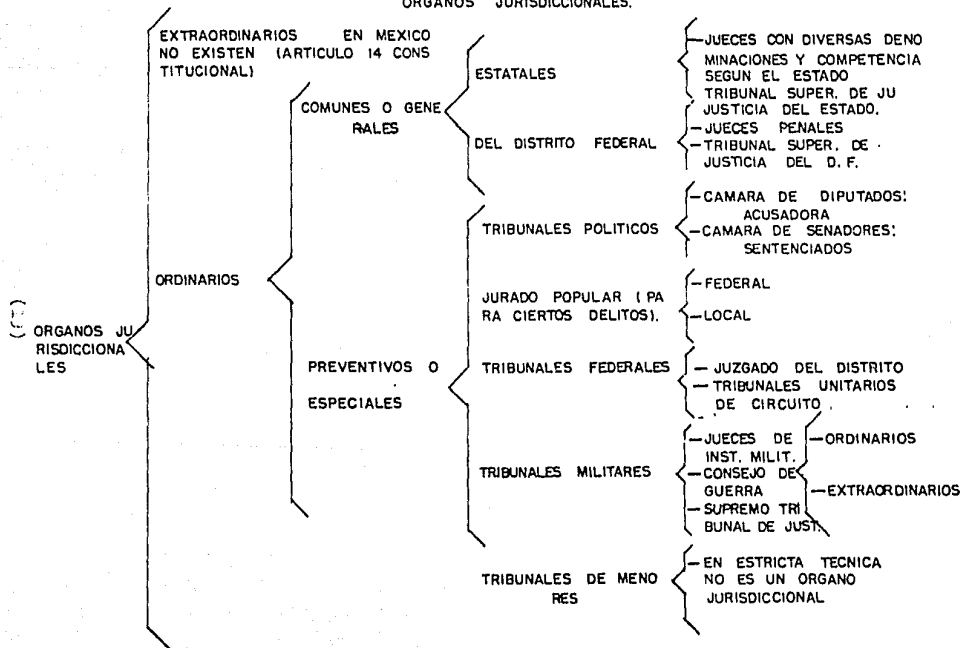 ORGANOS JURISDICCIONALES.
ORGANOS JU
RISDICCIONA
LES
EXTRAORDINARIOS EN MEXICO
NO EXISTEN (ARTICULO 14 CONS
TITUCIONAL)
ORDINARIOS
COMUNES O GENE
RALES
ESTATALES
—JUECES CON DIVERSAS DENO
MINACIONES Y COMPETENCIA
SEGUN EL ESTADO
TRIBUNAL SUPER. DE JU
JUSTICIA DEL ESTADO.
DEL DISTRITO FEDERAL
—JUECES PENALES
—TRIBUNAL SUPER. DE
JUSTICIA DEL D. F.
PREVENTIVOS O
ESPECIALES
TRIBUNALES POLITICOS
—CAMARA DE DIPUTADOS:
ACUSADORA
—CAMARA DE SENADORES:
SENTENCIADOS
JURADO POPULAR (PA
RA CIERTOS DELITOS).
—FEDERAL
—LOCAL
TRIBUNALES FEDERALES
— JUZGADO DEL DISTRITO
— TRIBUNALES UNITARIOS
DE CIRCUITO .
TRIBUNALES MILITARES
— JUECES DE
INST. MILIT.
—CONSEJO DE
GUERRA
—ORDINARIOS
—EXTRAORDINARIOS
— SUPREMO TRI
BUNAL DE JUST.
TRIBUNALES DE MENO
RES
— EN ESTRICTA TECNICA
NO ES UN ORGANO
JURISDICCIONAL